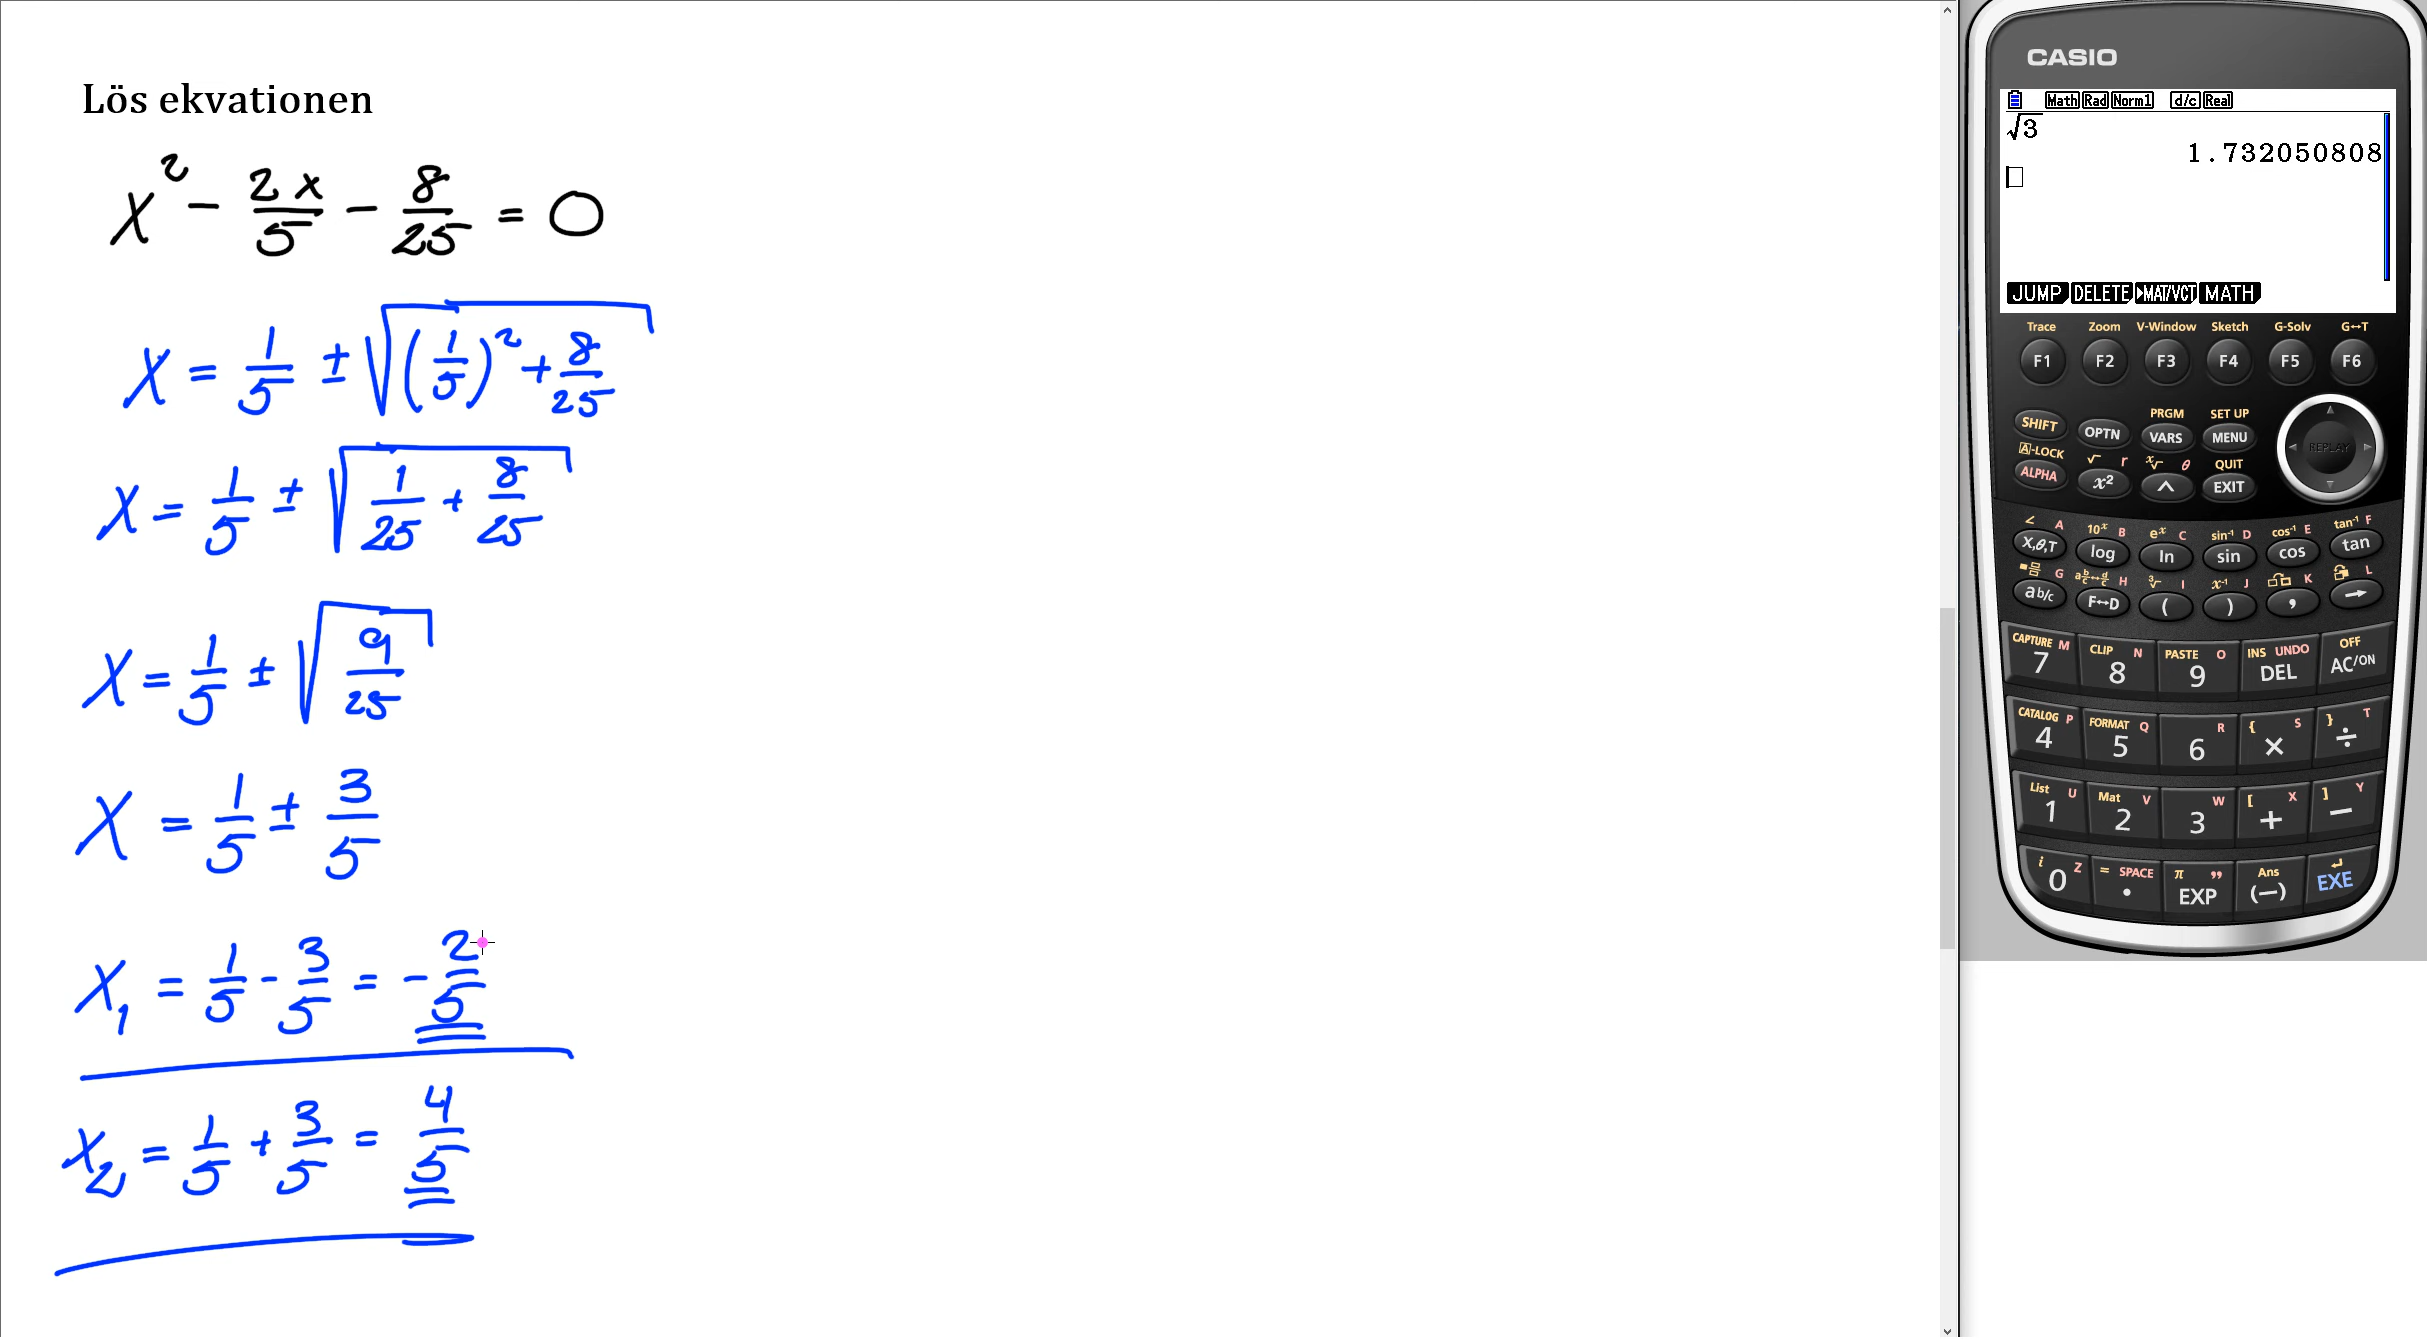 Lös ekvationen
x² - 2x/5 - 8/25 = 0
x = 1/5 ± √((1/5)² + 8/25)
x = 1/5 ± √(1/25 + 8/25)
x = 1/5 ± √(9/25)
x = 1/5 ± 3/5
x₁ = 1/5 - 3/5 = -2/5
x₂ = 1/5 + 3/5 = 4/5
CASIO
Math Rad Norm1 d/c Real
√3
1.732050808
JUMP DELETE ▶MAT/VCT MATH
Trace Zoom V-Window Sketch G-Solv G↔T
F1 F2 F3 F4 F5 F6
PRGM SET UP
SHIFT OPTN VARS MENU
REPLAY
A-LOCK √ r ˣ√ θ QUIT
ALPHA x² ^ EXIT
∠ A 10ˣ B eˣ C sin⁻¹ D cos⁻¹ E tan⁻¹ F
X,θ,T log ln sin cos tan
G a b/c↔d/c H ³√ I x⁻¹ J K L
a b/c F↔D ( ) , →
CAPTURE M CLIP N PASTE O INS UNDO OFF
7 8 9 DEL AC/ON
CATALOG P FORMAT Q R { S } T
4 5 6 × ÷
List U Mat V W [ X ] Y
1 2 3 + −
i Z = SPACE π " Ans ↵
0 . EXP (−) EXE